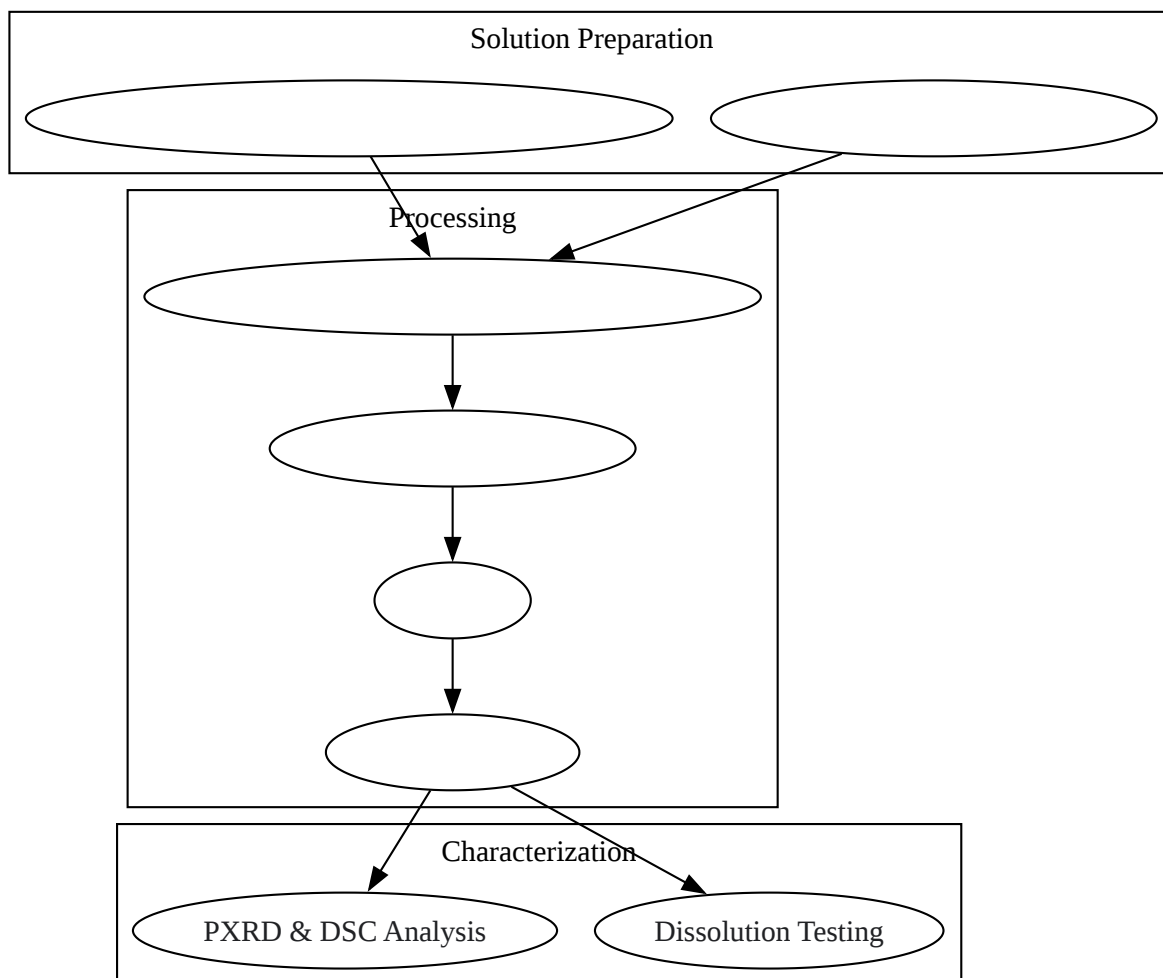 Solution Preparation
Processing
Characterization
PXRD & DSC Analysis
Dissolution Testing